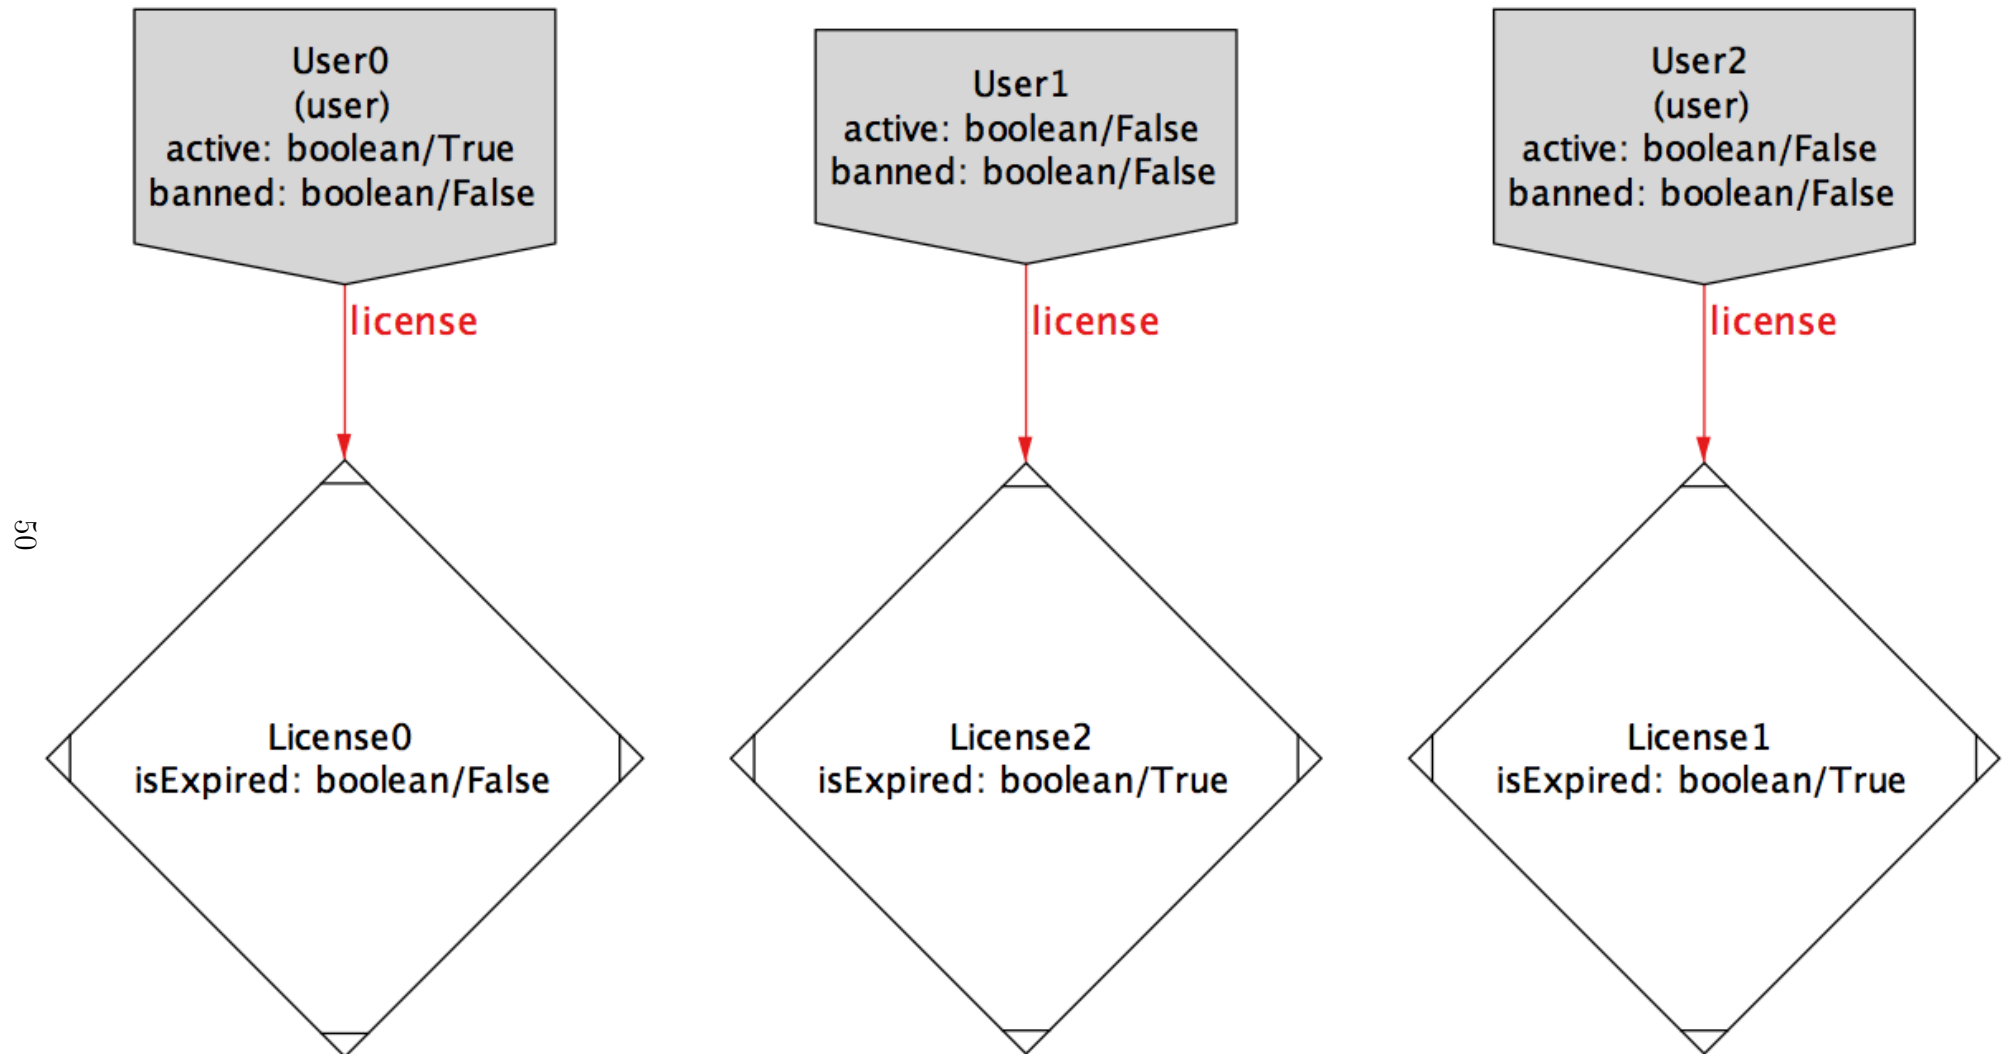 User0
(user)
active: boolean/True
banned: boolean/False
User1
active: boolean/False
banned: boolean/False
User2
(user)
active: boolean/False
banned: boolean/False
license
license
license
50
License0
isExpired: boolean/False
License2
isExpired: boolean/True
License1
isExpired: boolean/True